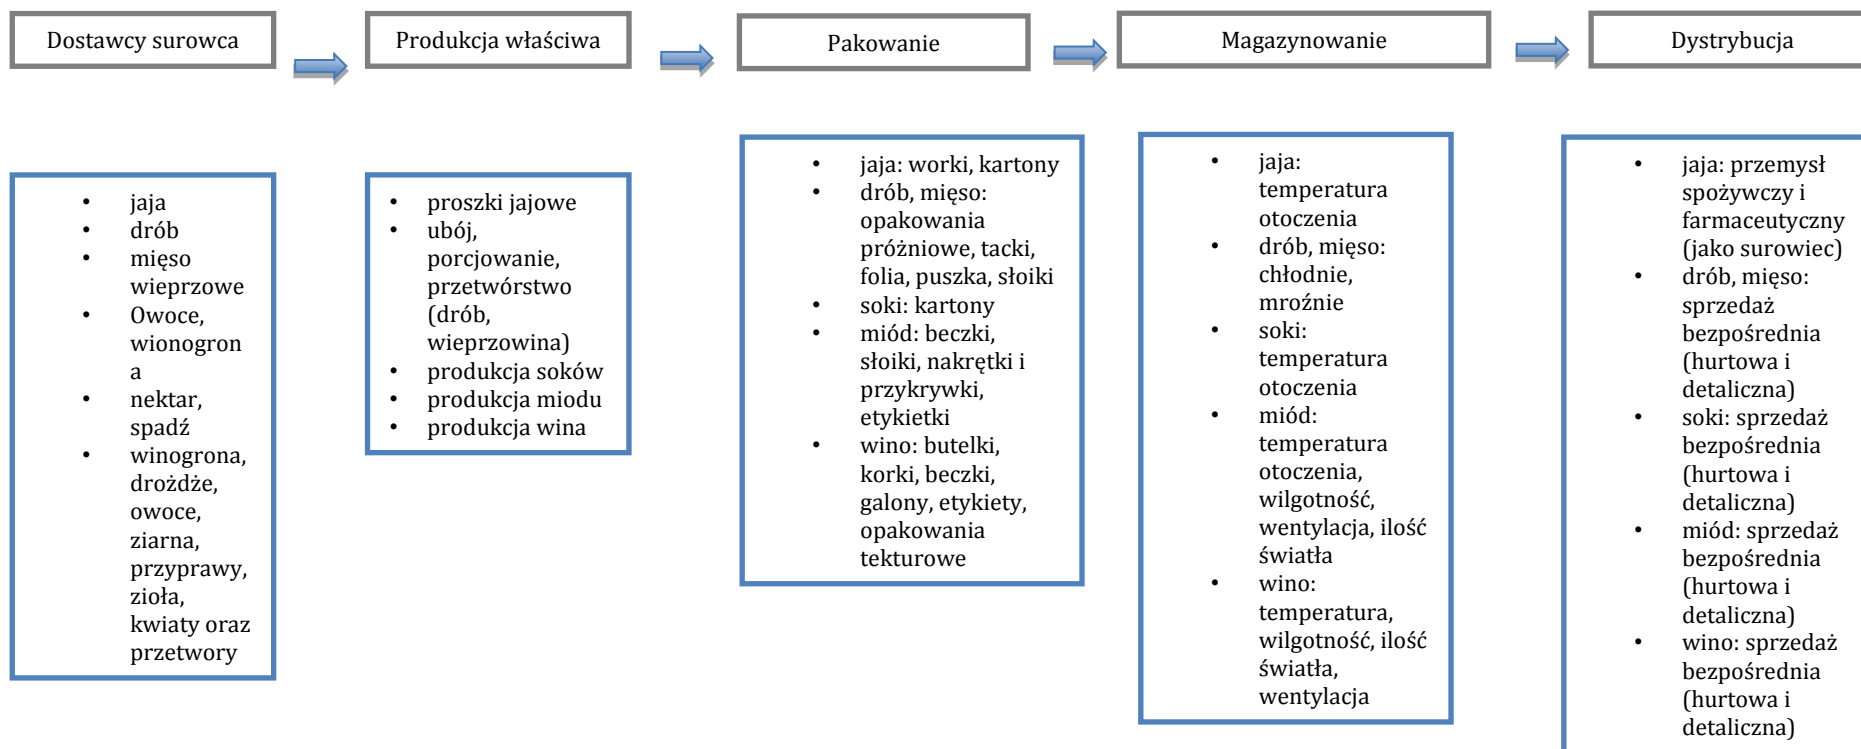 Dostawcy surowca
Produkcja właściwa
Pakowanie
Magazynowanie
Dystrybucja
• jaja
• drób
• mięso
wieprzowe
• Owoce,
wionogron
a
• nektar,
spadź
• winogrona,
drożdże,
owoce,
ziarna,
przyprawy,
zioła,
kwiaty oraz
przetwory
• proszki jajowe
• ubój,
porcjowanie,
przetwórstwo
(drób,
wieprzowina)
• produkcja soków
• produkcja miodu
• produkcja wina
• jaja: worki, kartony
• drób, mięso:
opakowania
próżniowe, tacki,
folia, puszka, słoiki
• soki: kartony
• miód: beczki,
słoiki, nakrętki i
przykrywki,
etykietki
• wino: butelki,
korki, beczki,
galony, etykiety,
opakowania
tekturowe
• jaja:
temperatura
otoczenia
• drób, mięso:
chłodnie,
mroźnie
• soki:
temperatura
otoczenia
• miód:
temperatura
otoczenia,
wilgotność,
wentylacja, ilość
światła
• wino:
temperatura,
wilgotność, ilość
światła,
wentylacja
• jaja: przemysł
spożywczy i
farmaceutyczny
(jako surowiec)
• drób, mięso:
sprzedaż
bezpośrednia
(hurtowa i
detaliczna)
• soki: sprzedaż
bezpośrednia
(hurtowa i
detaliczna)
• miód: sprzedaż
bezpośrednia
(hurtowa i
detaliczna)
• wino: sprzedaż
bezpośrednia
(hurtowa i
detaliczna)